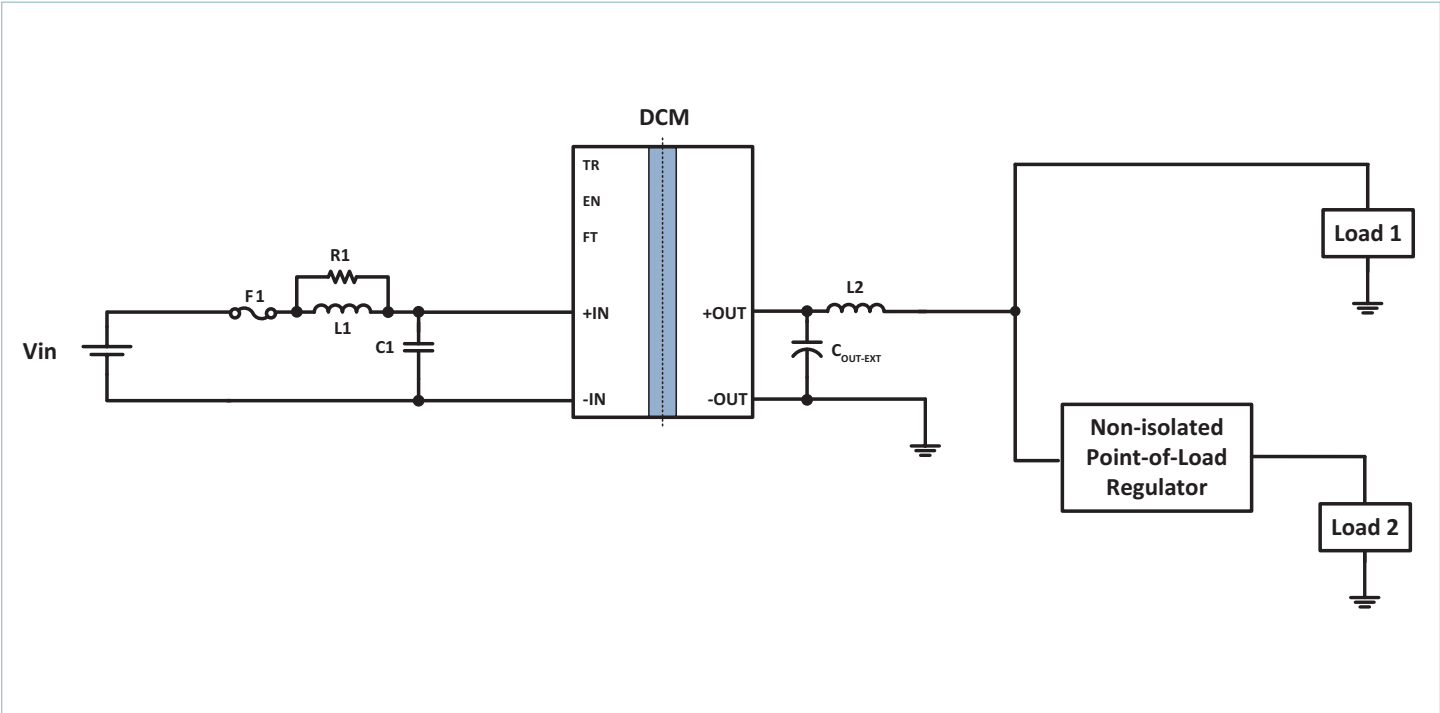 DCM
TR
EN
FT
R1
F1
L1
C1
Vin
+IN
-IN
+OUT
-OUT
L2
COUT-EXT
Load 1
Non-isolated
Point-of-Load
Regulator
Load 2